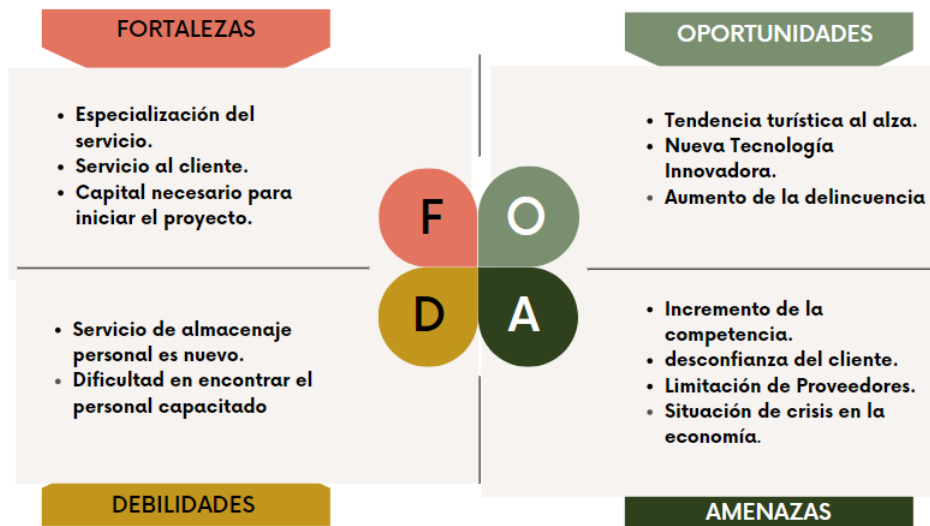 FORTALEZAS
• Especialización del
servicio.
• Servicio al cliente.
• Capital necesario para
iniciar el proyecto.
OPORTUNIDADES
• Tendencia turística al alza.
• Nueva Tecnología
Innovadora.
• Aumento de la delincuencia
F
O
D
A
• Servicio de almacenaje
personal es nuevo.
• Dificultad en encontrar el
personal capacitado
DEBILIDADES
• Incremento de la
competencia.
• desconfianza del cliente.
• Limitación de Proveedores.
• Situación de crisis en la
economía.
AMENAZAS